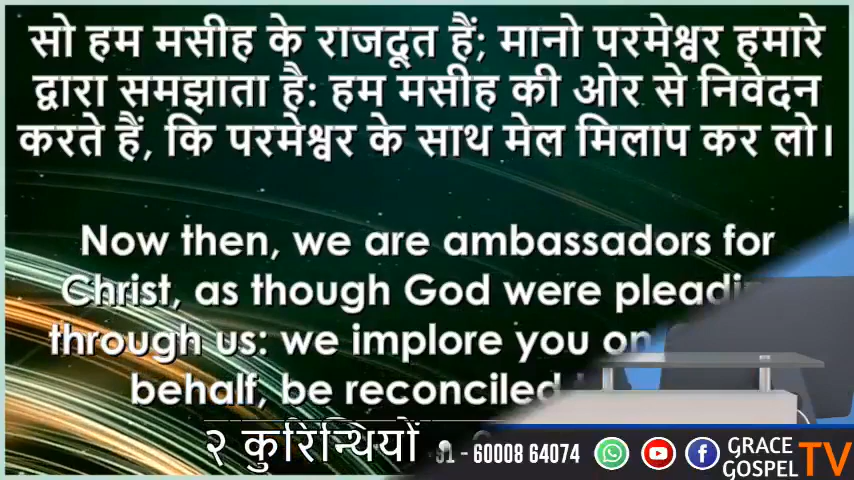 सो हम मसीह के राजदूत हैं; मानो परमेश्वर हमारे
द्वारा समझाता है: हम मसीह की ओर से निवेदन
करते हैं, कि परमेश्वर के साथ मेल मिलाप कर लो।
Now then, we are ambassadors for
Christ, as though God were
through us: we implore you on
behalf, be reconciled
२ कुरिन्थियों
- 60008 64074
GRACE
GOSPEL TV